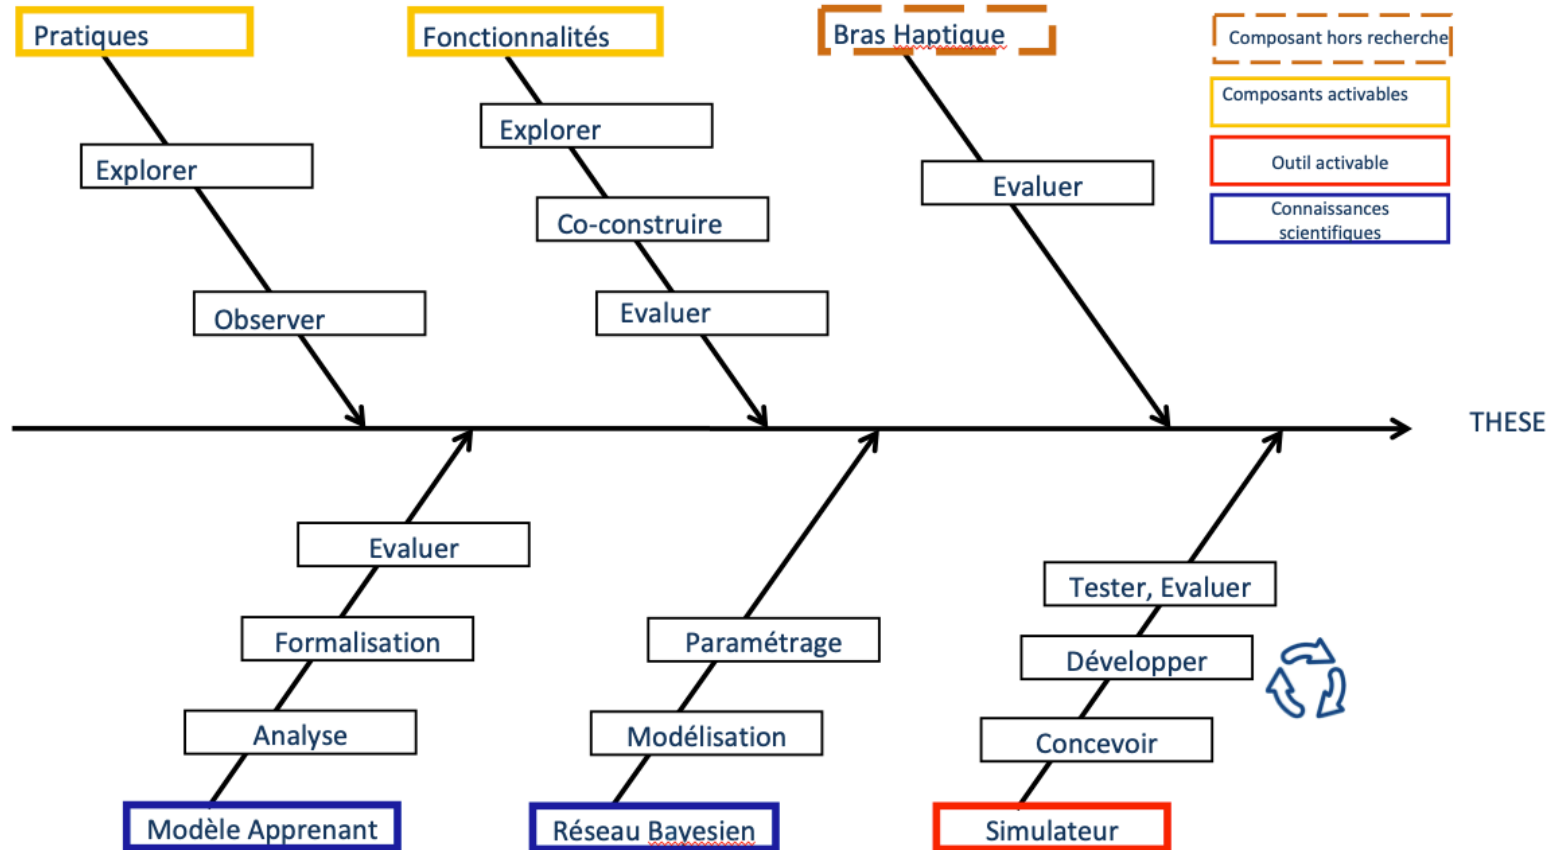 Pratiques
Fonctionnalités
Bras Haptique
Composant hors recherche
Composants activables
Explorer
Explorer
Outil activable
Evaluer
Connaissances
scientifiques
Co-construire
Observer
Evaluer
THESE
Evaluer
Tester, Evaluer
Formalisation
Paramétrage
Développer
Analyse
Modélisation
Concevoir
Modèle Apprenant
Réseau Bayesien
Simulateur